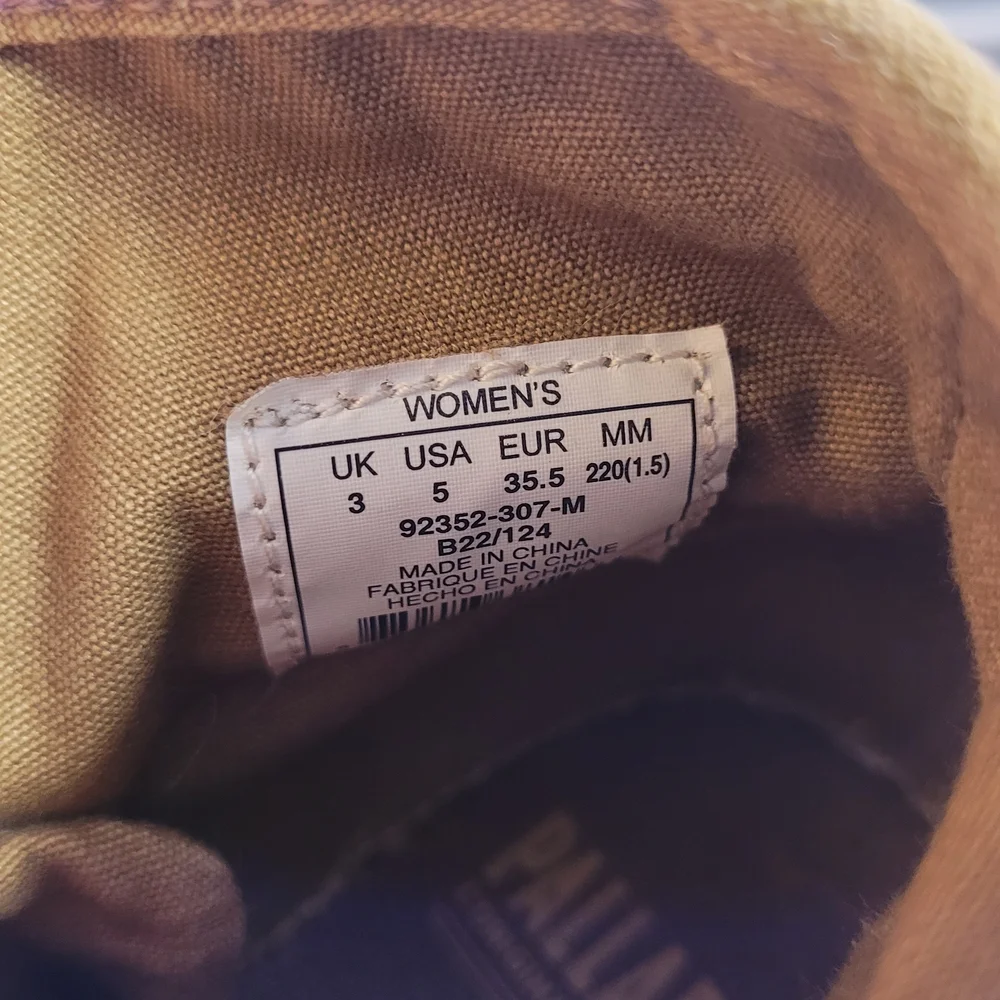 WOMEN'S
UK USA EUR MM
3 5 35.5 220(1.5)
92352-307-M
B22/124
MADE IN CHINA
FABRIQUE EN CHINE
HECHO EN CHINA
PALLA